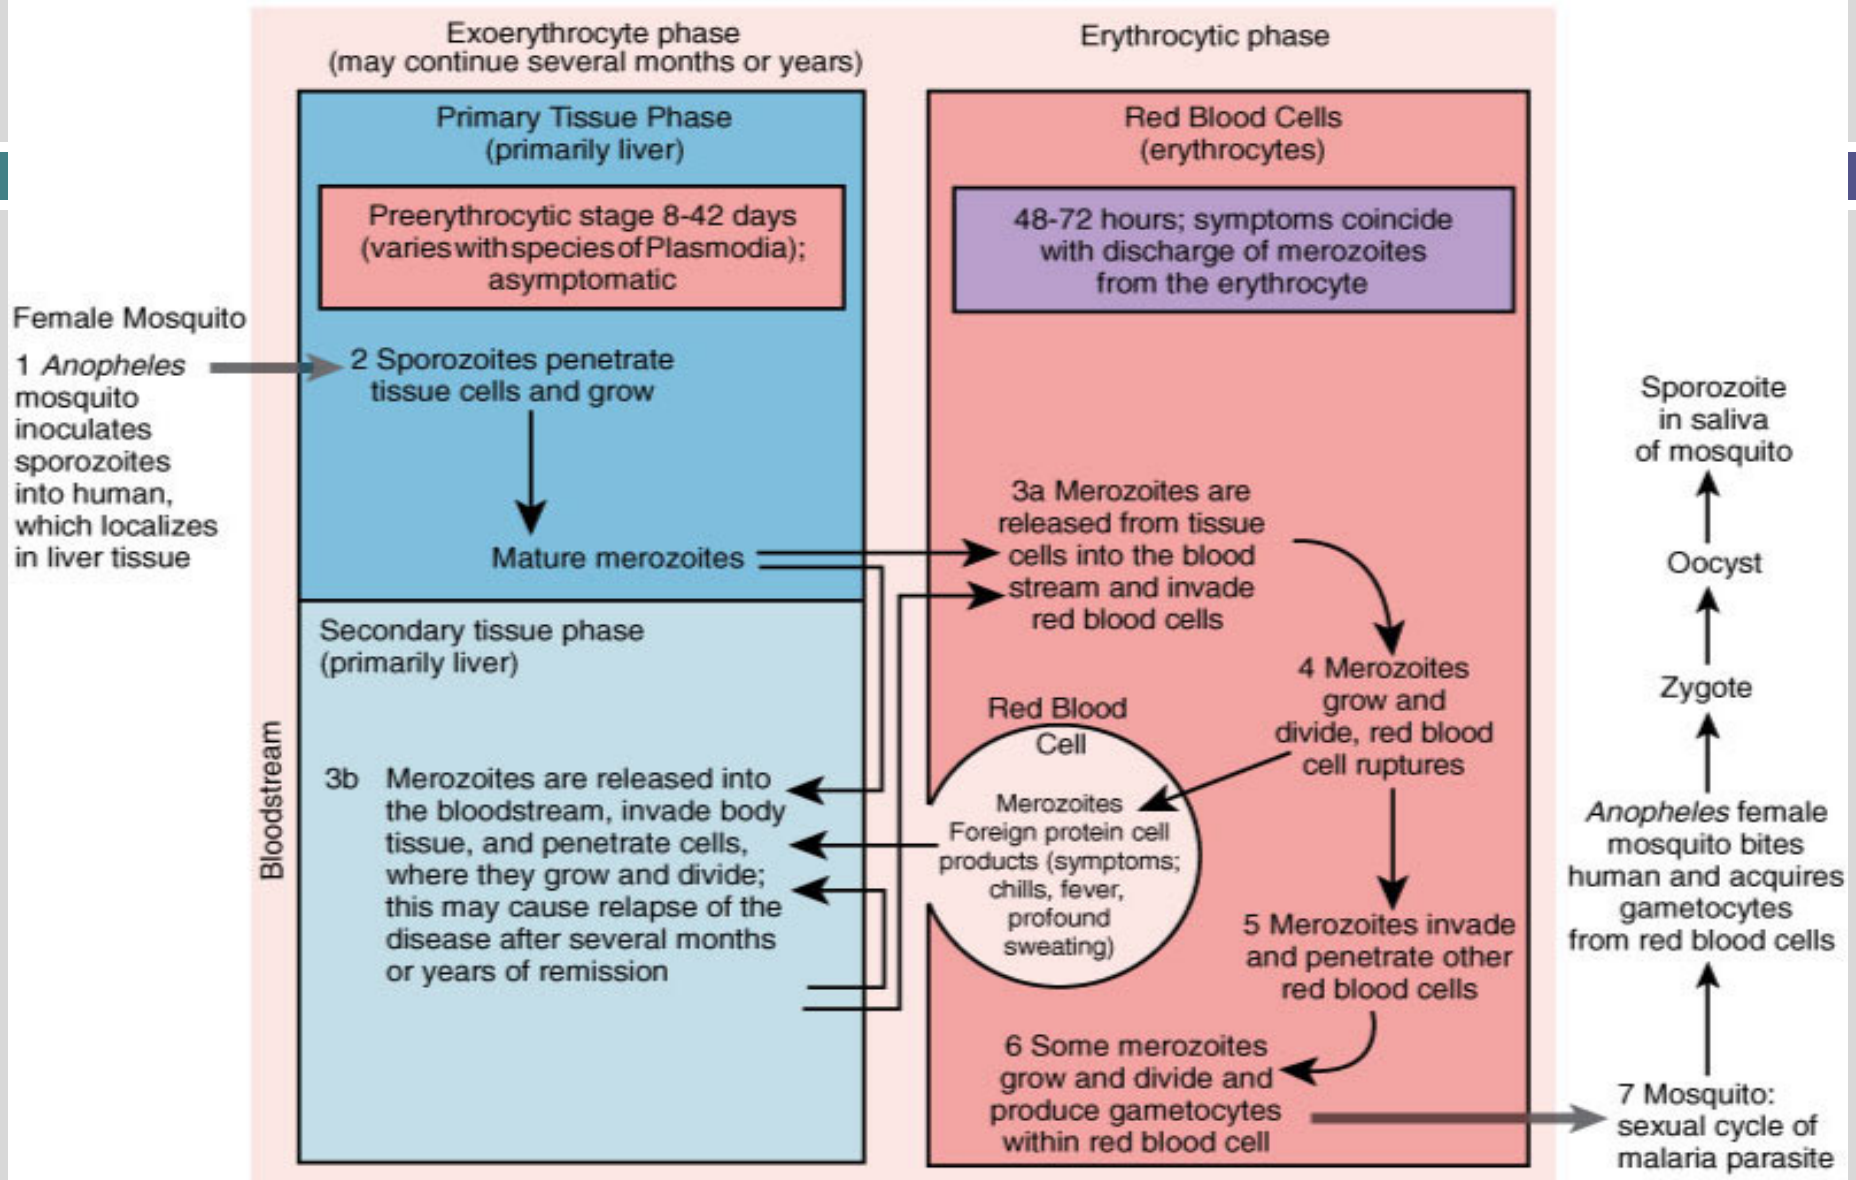 Exoerythrocyte phase
(may continue several months or years)
Primary Tissue Phase
(primarily liver)
Preerythrocytic stage 8-42 days
(varies with species of Plasmodia);
asymptomatic
Female Mosquito
1 Anopheles
mosquito
inoculates
sporozoites
into human,
which localizes
in liver tissue
2 Sporozoites penetrate
tissue cells and grow
Mature merozoites
Secondary tissue phase
(primarily liver)
Bloodstream
3b Merozoites are released into
the bloodstream, invade body
tissue, and penetrate cells,
where they grow and divide;
this may cause relapse of the
disease after several months
or years of remission
Erythrocytic phase
Red Blood Cells
(erythrocytes)
48-72 hours; symptoms coincide
with discharge of merozoites
from the erythrocyte
3a Merozoites are
released from tissue
cells into the blood
stream and invade
red blood cells
4 Merozoites
grow and
divide, red blood
cell ruptures
Red Blood
Cell
Merozoites
Foreign protein cell
products (symptoms;
chills, fever,
profound
sweating)
5 Merozoites invade
and penetrate other
red blood cells
6 Some merozoites
grow and divide and
produce gametocytes
within red blood cell
7 Mosquito:
sexual cycle of
malaria parasite
Anopheles female
mosquito bites
human and acquires
gametocytes
from red blood cells
Zygote
Oocyst
Sporozoite
in saliva
of mosquito